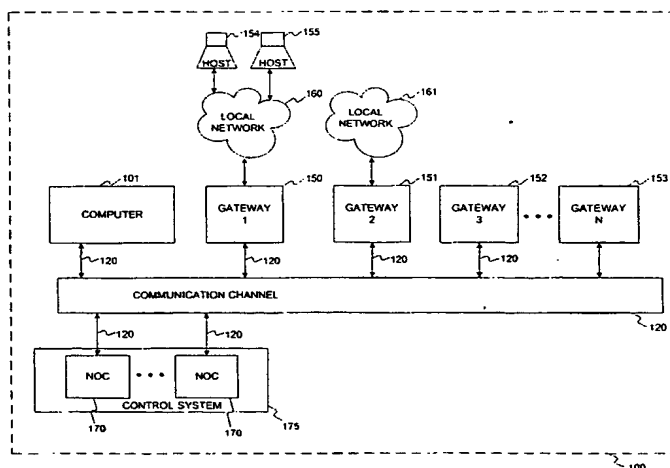 154
155
HOST
HOST
160
161
LOCAL
NETWORK
LOCAL
NETWORK
101
150
151
152
153
COMPUTER
GATEWAY
1
GATEWAY
2
GATEWAY
3
GATEWAY
N
120
120
120
120
COMMUNICATION CHANNEL
120
120
120
NOC
NOC
CONTROL SYSTEM
170
170
175
100